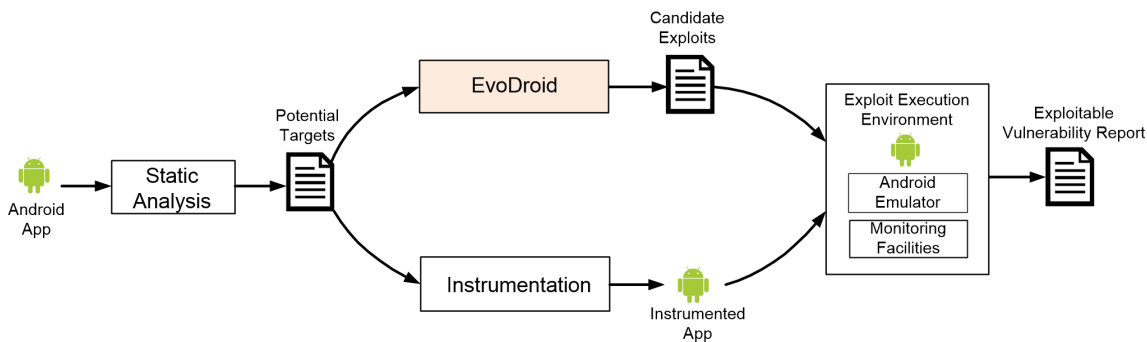 Android
App
Static
Analysis
Potential
Targets
EvoDroid
Candidate
Exploits
Instrumentation
Instrumented
App
Exploit Execution
Environment
Android
Emulator
Monitoring
Facilities
Exploitable
Vulnerability Report